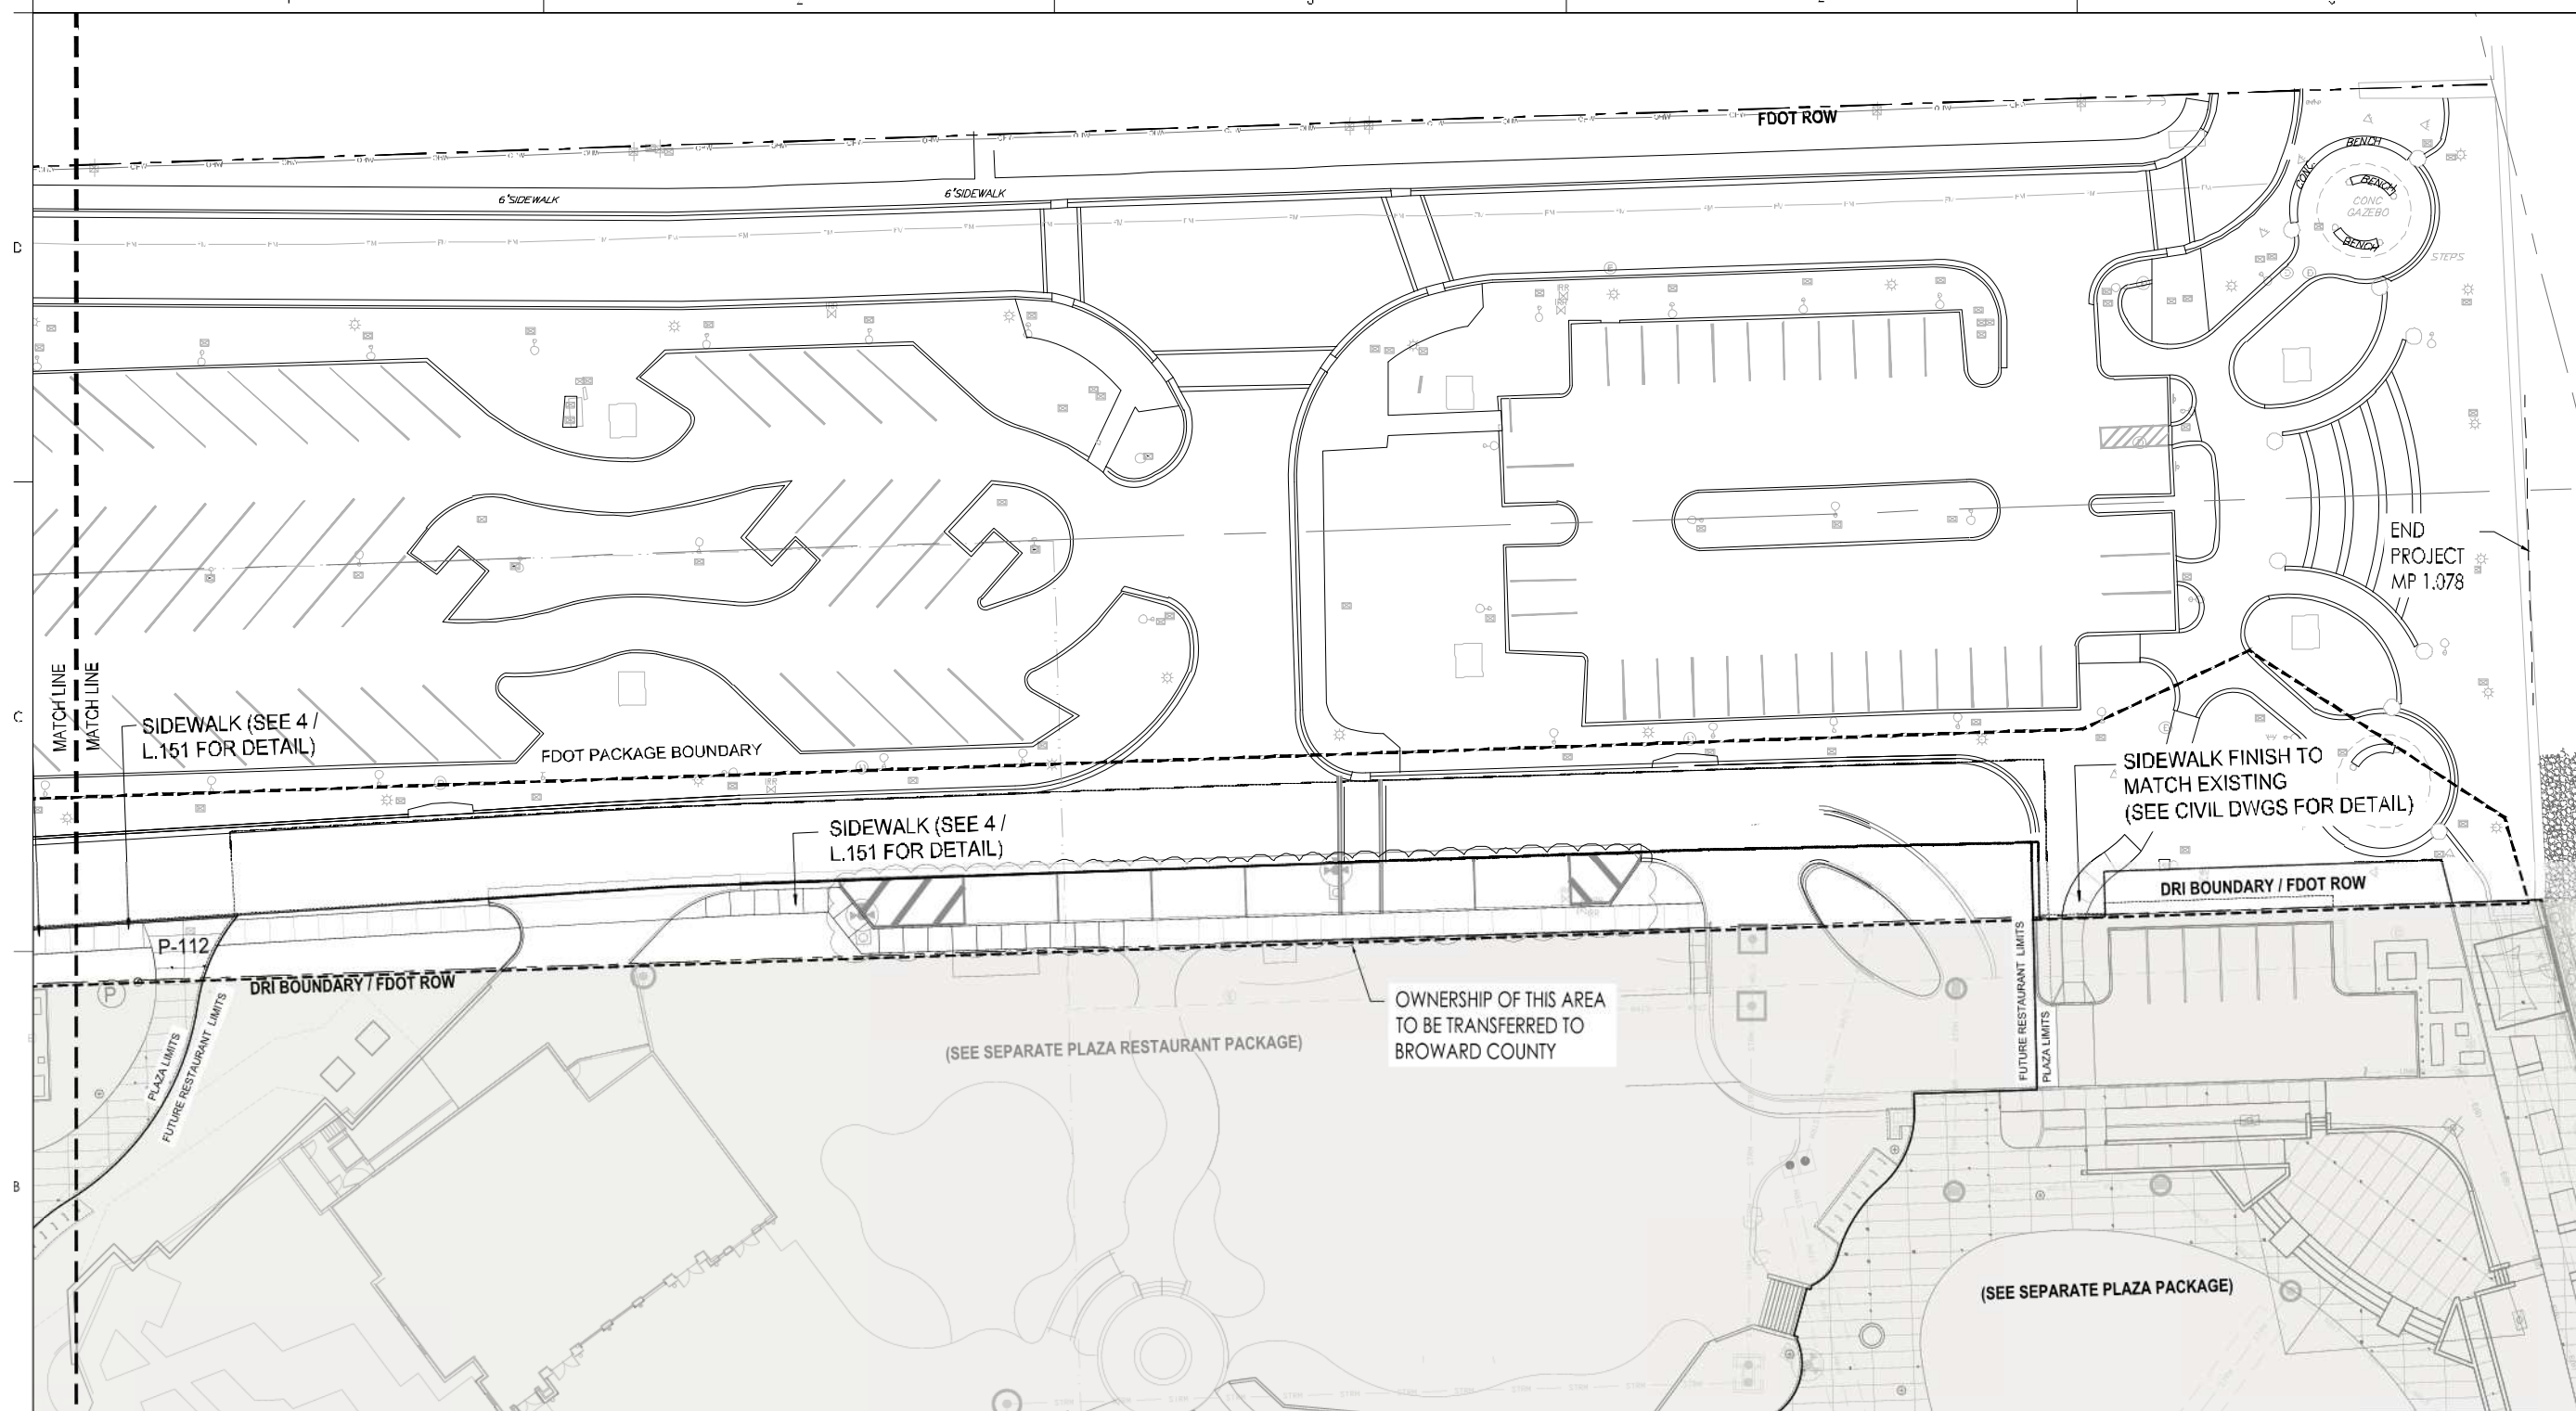 FDOT ROW
6'SIDEWALK
6'SIDEWALK
BENCH
CONC
BENCH
CONC
GAZEBO
BENCH
STEPS
D
END
PROJECT
MP 1.078
MATCH LINE
MATCH LINE
C
SIDEWALK (SEE 4 /
L.151 FOR DETAIL)
FDOT PACKAGE BOUNDARY
SIDEWALK FINISH TO
MATCH EXISTING
(SEE CIVIL DWGS FOR DETAIL)
SIDEWALK (SEE 4 /
L.151 FOR DETAIL)
DRI BOUNDARY / FDOT ROW
P-112
P
DRI BOUNDARY / FDOT ROW
OWNERSHIP OF THIS AREA
TO BE TRANSFERRED TO
BROWARD COUNTY
(SEE SEPARATE PLAZA RESTAURANT PACKAGE)
PLAZA LIMITS
FUTURE RESTAURANT LIMITS
FUTURE RESTAURANT LIMITS
PLAZA LIMITS
B
(SEE SEPARATE PLAZA PACKAGE)